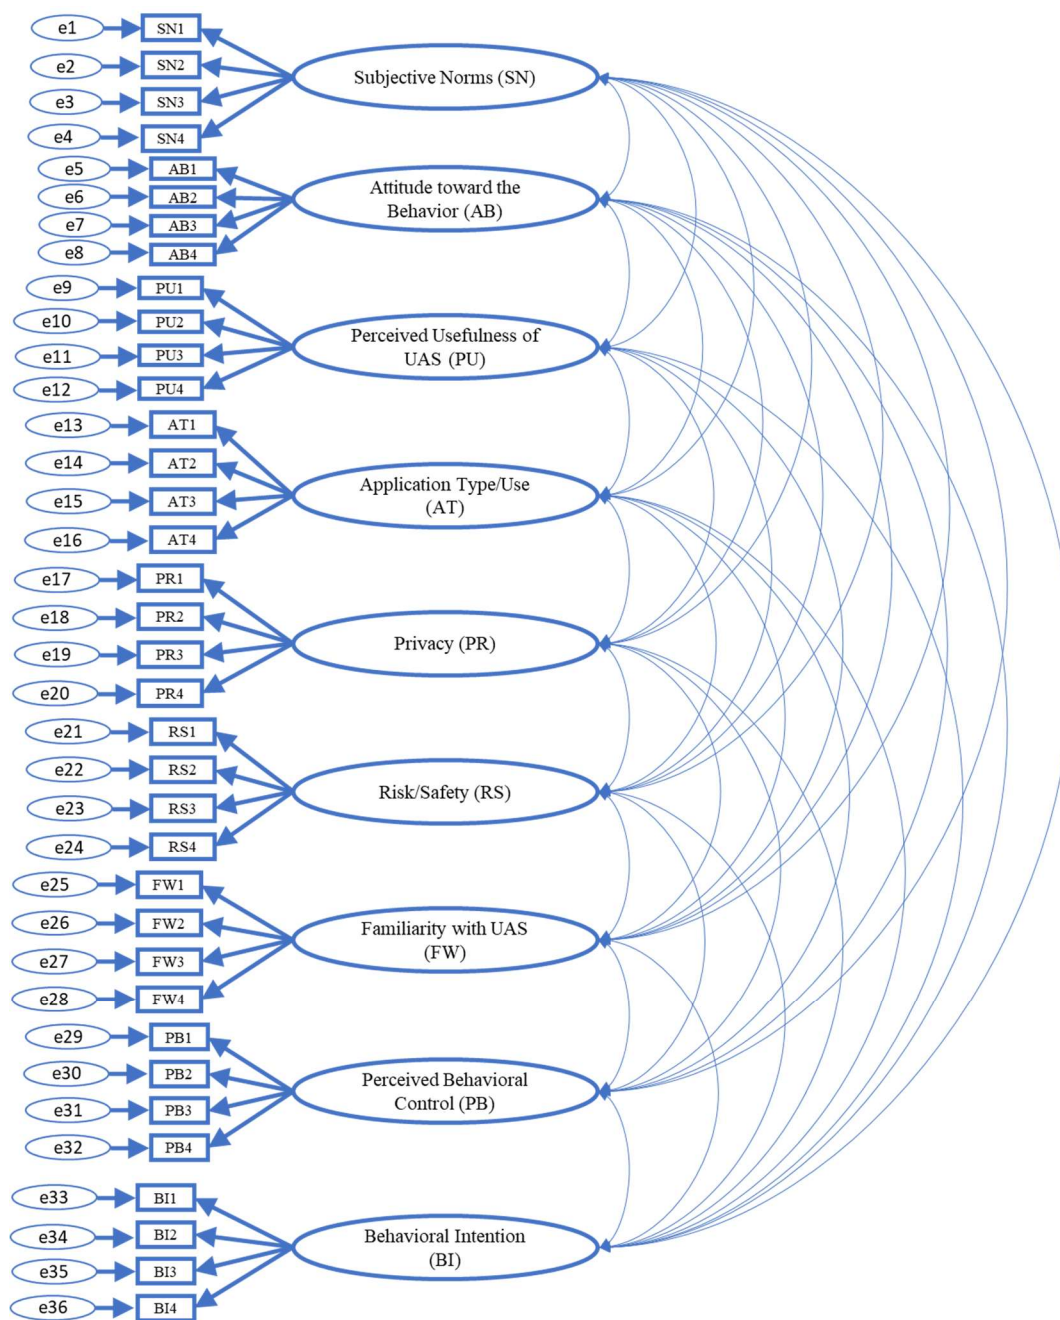 e1 SN1
e2 SN2
e3 SN3
e4 SN4
Subjective Norms (SN)
e5 AB1
e6 AB2
e7 AB3
e8 AB4
Attitude toward the
Behavior (AB)
e9 PU1
e10 PU2
e11 PU3
e12 PU4
Perceived Usefulness of
UAS (PU)
e13 AT1
e14 AT2
e15 AT3
e16 AT4
Application Type/Use
(AT)
e17 PR1
e18 PR2
e19 PR3
e20 PR4
Privacy (PR)
e21 RS1
e22 RS2
e23 RS3
e24 RS4
Risk/Safety (RS)
e25 FW1
e26 FW2
e27 FW3
e28 FW4
Familiarity with UAS
(FW)
e29 PB1
e30 PB2
e31 PB3
e32 PB4
Perceived Behavioral
Control (PB)
e33 BI1
e34 BI2
e35 BI3
e36 BI4
Behavioral Intention
(BI)